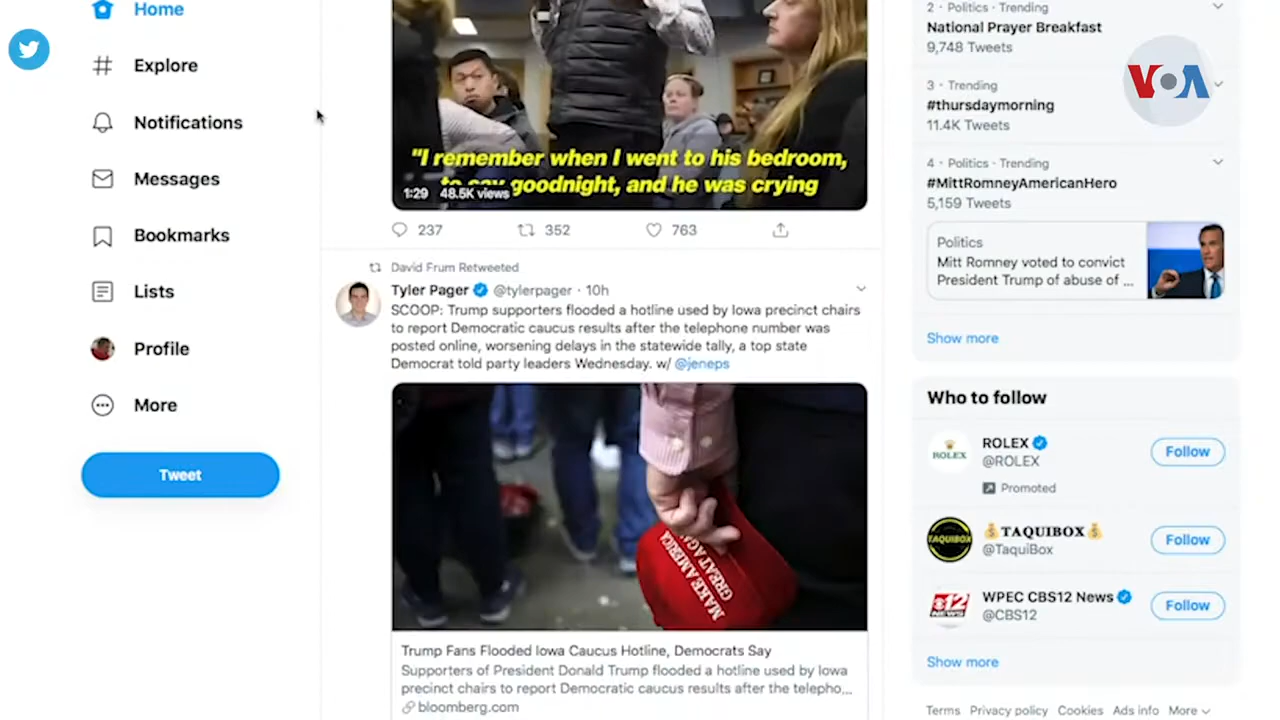 Home
Explore
Notifications
Messages
Bookmarks
Lists
Profile
More
Tweet
"I remember when I went to his bedroom,
to say goodnight, and he was crying
1:29 48.5K views
237 352 763
David Frum Retweeted
Tyler Pager @tylerpager · 10h
SCOOP: Trump supporters flooded a hotline used by Iowa precinct chairs
to report Democratic caucus results after the telephone number was
posted online, worsening delays in the statewide tally, a top state
Democrat told party leaders Wednesday. w/ @jeneps
MAKE AMERICA
GREAT AGA
Trump Fans Flooded Iowa Caucus Hotline, Democrats Say
Supporters of President Donald Trump flooded a hotline used by Iowa
precinct chairs to report Democratic caucus results after the telepho...
bloomberg.com
2 · Politics · Trending
National Prayer Breakfast
9,748 Tweets
VOA
3 · Trending
#thursdaymorning
11.4K Tweets
4 · Politics · Trending
#MittRomneyAmericanHero
5,159 Tweets
Politics
Mitt Romney voted to convict
President Trump of abuse of ...
Show more
Who to follow
ROLEX
ROLEX
@ROLEX
Promoted
Follow
TAQUIBOX
💰TAQUIBOX💰
@TaquiBox
Follow
12
NEWS
WPEC CBS12 News
@CBS12
Follow
Show more
Terms Privacy policy Cookies Ads info More